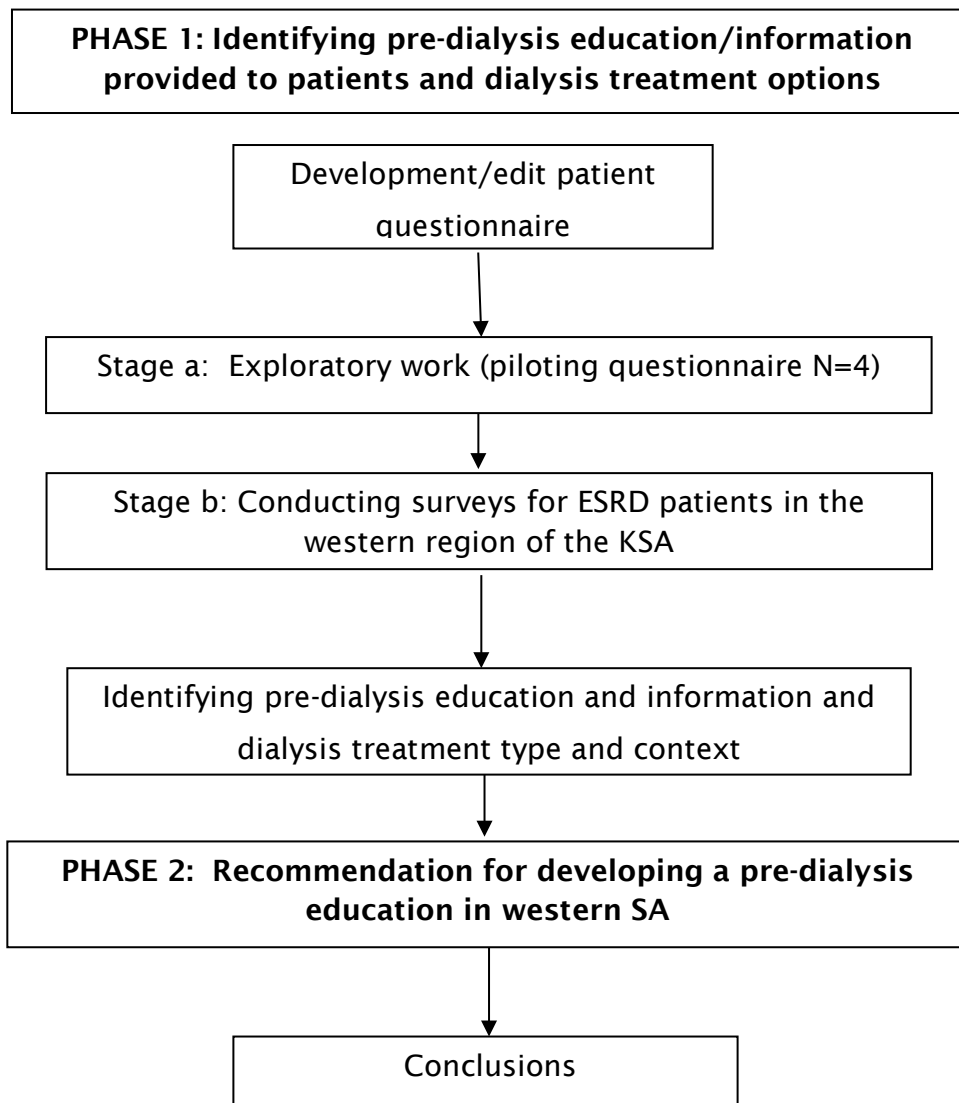 PHASE 1: Identifying pre-dialysis education/information
provided to patients and dialysis treatment options
Development/edit patient
questionnaire
Stage a:  Exploratory work (piloting questionnaire N=4)
Stage b: Conducting surveys for ESRD patients in the
western region of the KSA
Identifying pre-dialysis education and information and
dialysis treatment type and context
PHASE 2:  Recommendation for developing a pre-dialysis
education in western SA
Conclusions